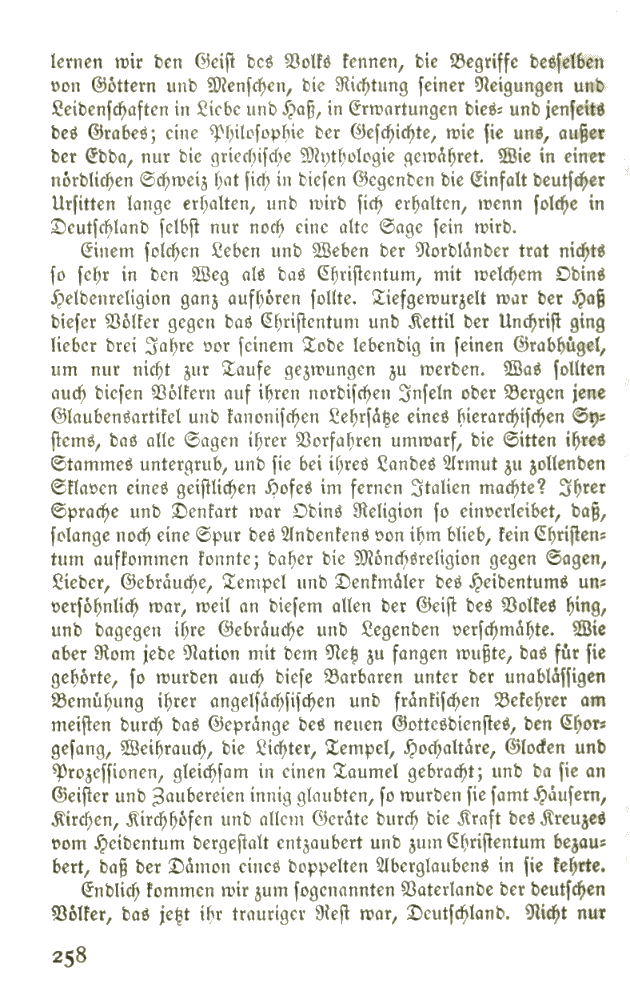 lernen wir den Geist des Volks kennen, die Begriffe desselben
von Göttern und Menschen, die Richtung seiner Neigungen und
Leidenschaften in Liebe und Haß, in Erwartungen dies- und jenseits
des Grabes; eine Philosophie der Geschichte, wie sie uns, außer
der Edda, nur die griechische Mythologie gewähret. Wie in einer
nördlichen Schweiz hat sich in diesen Gegenden die Einfalt deutscher
Ursitten lange erhalten, und wird sich erhalten, wenn solche in
Deutschland selbst nur noch eine alte Sage sein wird.
Einem solchen Leben und Weben der Nordländer trat nichts
so sehr in den Weg als das Christentum, mit welchem Odins
Heldenreligion ganz aufhören sollte. Tiefgewurzelt war der Haß
dieser Völker gegen das Christentum und Kettil der Unchrist ging
lieber drei Jahre vor seinem Tode lebendig in seinen Grabhügel,
um nur nicht zur Taufe gezwungen zu werden. Was sollten
auch diesen Völkern auf ihren nordischen Inseln oder Bergen jene
Glaubensartikel und kanonischen Lehrsätze eines hierarchischen Sy-
stems, das alle Sagen ihrer Vorfahren umwarf, die Sitten ihres
Stammes untergrub, und sie bei ihres Landes Armut zu zollenden
Sklaven eines geistlichen Hofes im fernen Italien machte? Ihrer
Sprache und Denkart war Odins Religion so einverleibet, daß,
solange noch eine Spur des Andenkens von ihm blieb, kein Christen-
tum aufkommen konnte; daher die Mönchsreligion gegen Sagen,
Lieder, Gebräuche, Tempel und Denkmäler des Heidentums un-
versöhnlich war, weil an diesem allen der Geist des Volkes hing,
und dagegen ihre Gebräuche und Legenden verschmähte. Wie
aber Rom jede Nation mit dem Netz zu fangen wußte, das für sie
gehörte, so wurden auch diese Barbaren unter der unablässigen
Bemühung ihrer angelsächsischen und fränkischen Bekehrer am
meisten durch das Gepränge des neuen Gottesdienstes, den Chor-
gesang, Weihrauch, die Lichter, Tempel, Hochaltäre, Glocken und
Prozessionen, gleichsam in einen Taumel gebracht; und da sie an
Geister und Zaubereien innig glaubten, so wurden sie samt Häusern,
Kirchen, Kirchhöfen und allem Geräte durch die Kraft des Kreuzes
vom Heidentum dergestalt entzaubert und zum Christentum bezau-
bert, daß der Dämon eines doppelten Aberglaubens in sie kehrte.
Endlich kommen wir zum sogenannten Vaterlande der deutschen
Völker, das jetzt ihr trauriger Rest war, Deutschland. Nicht nur
258